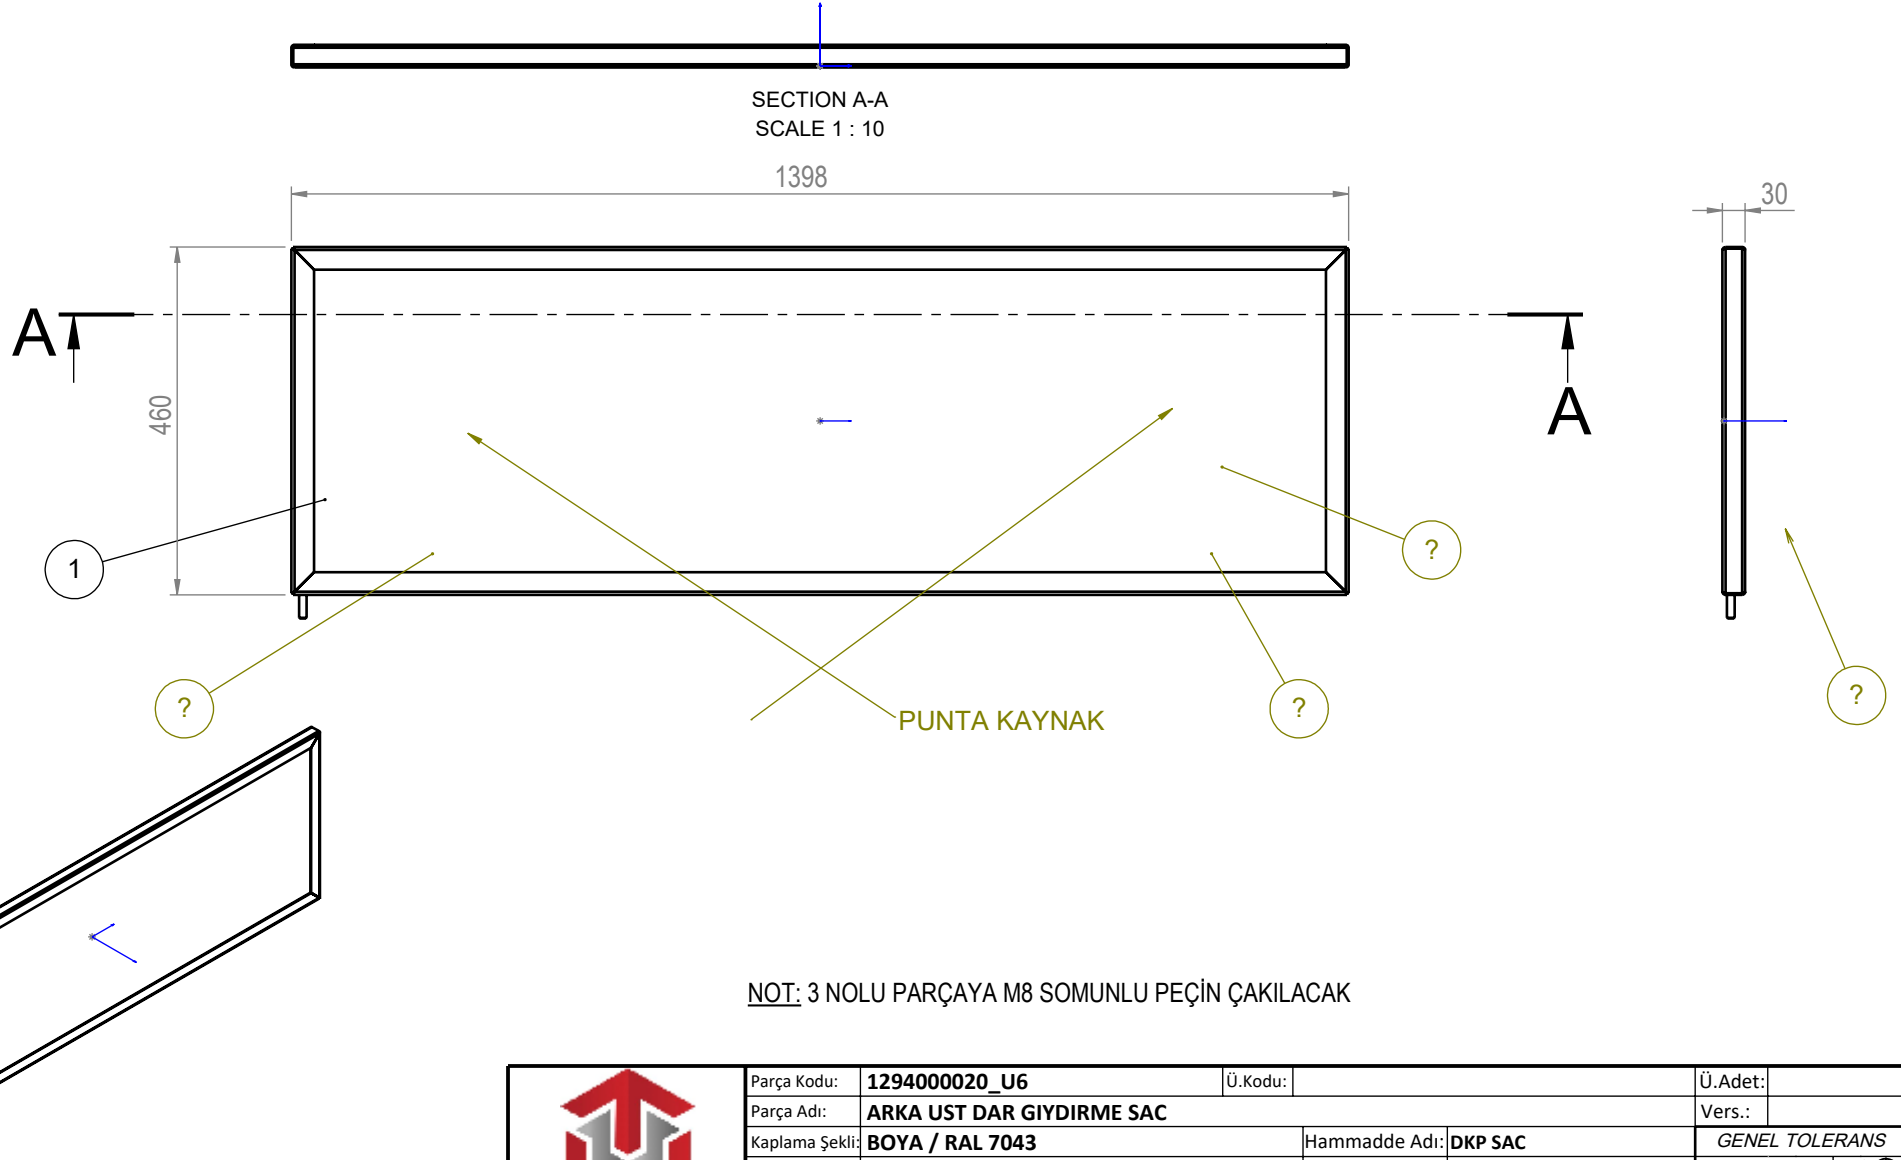 SECTION A-A
SCALE 1 : 10
1398
30
A
A
460
1
?
?
?
?
PUNTA KAYNAK
NOT: 3 NOLU PARÇAYA M8 SOMUNLU PEÇİN ÇAKILACAK
Parça Kodu: 1294000020_U6 Ü.Kodu: Ü.Adet:
Parça Adı: ARKA UST DAR GIYDIRME SAC Vers.:
Kaplama Şekli: BOYA / RAL 7043 Hammadde Adı: DKP SAC GENEL TOLERANS